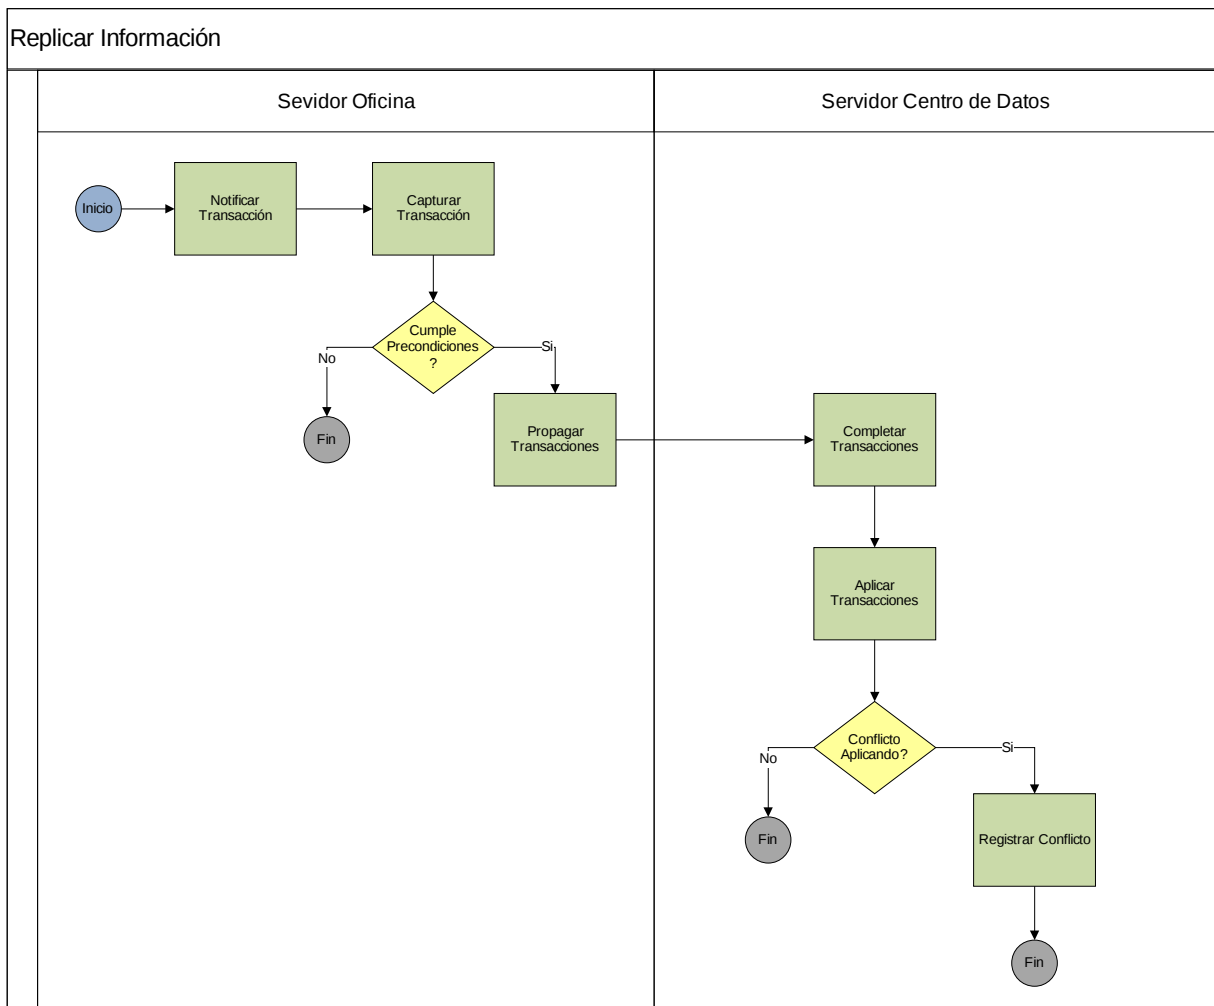 Replicar Información
Sevidor Oficina
Servidor Centro de Datos
Inicio
Notificar
Transacción
Capturar
Transacción
Cumple
Precondiciones
?
No
Si
Fin
Propagar
Transacciones
Completar
Transacciones
Aplicar
Transacciones
Conflicto
Aplicando?
No
Si
Fin
Registrar Conflicto
Fin